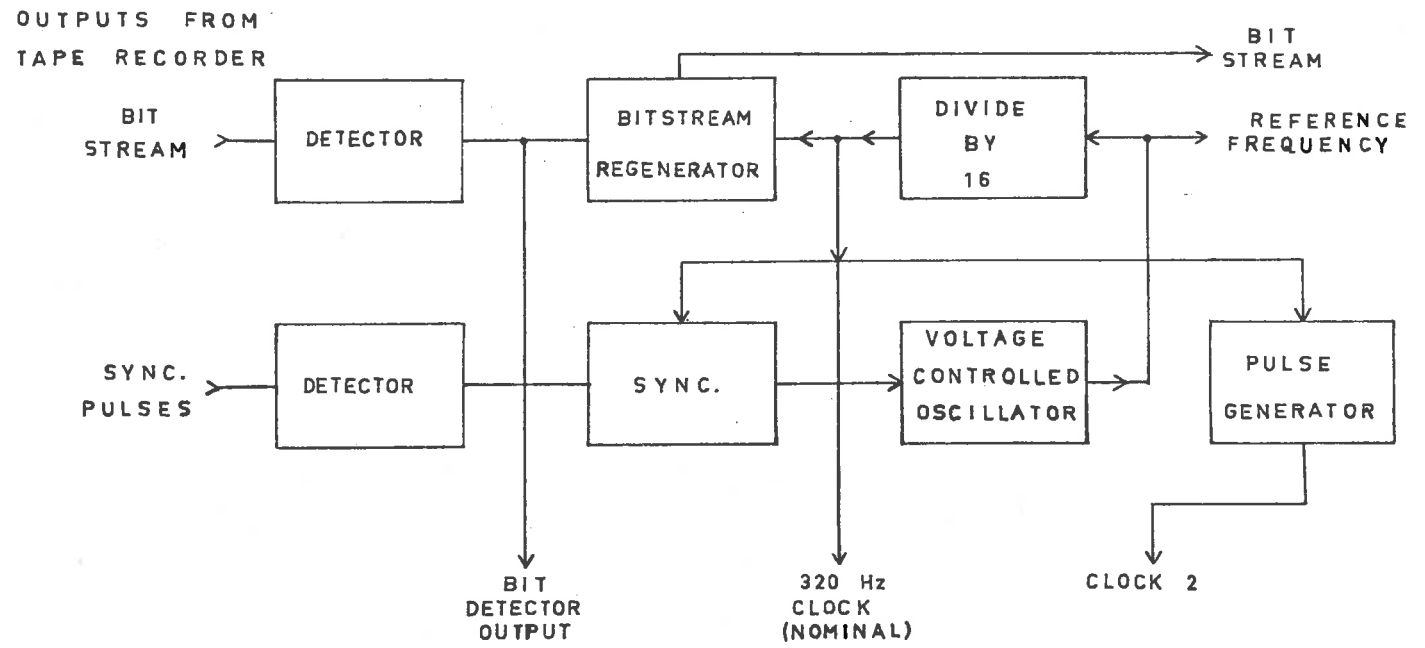 OUTPUTS FROM
TAPE RECORDER
BIT
STREAM
DETECTOR
BITSTREAM
REGENERATOR
DIVIDE
BY
16
BIT
STREAM
REFERENCE
FREQUENCY
SYNC.
PULSES
DETECTOR
SYNC.
VOLTAGE
CONTROLLED
OSCILLATOR
PULSE
GENERATOR
BIT
DETECTOR
OUTPUT
320 Hz
CLOCK
(NOMINAL)
CLOCK 2